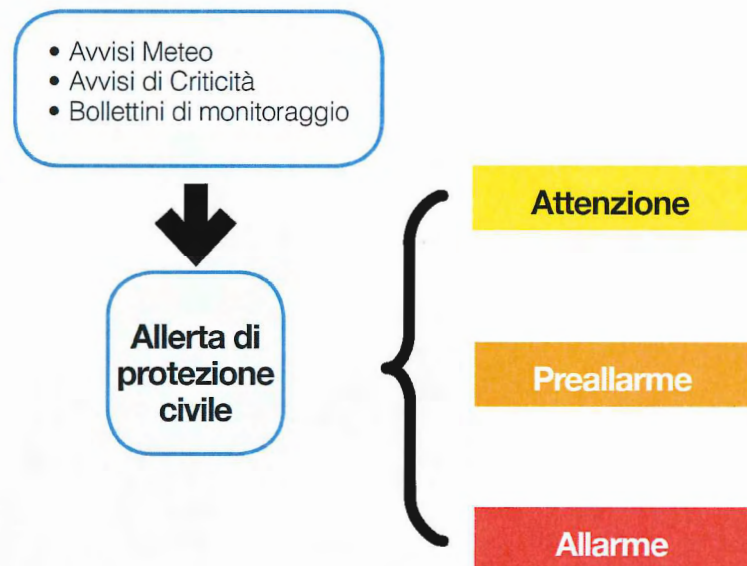 • Avvisi Meteo
• Avvisi di Criticità
• Bollettini di monitoraggio
Allerta di
protezione
civile
Attenzione
Preallarme
Allarme